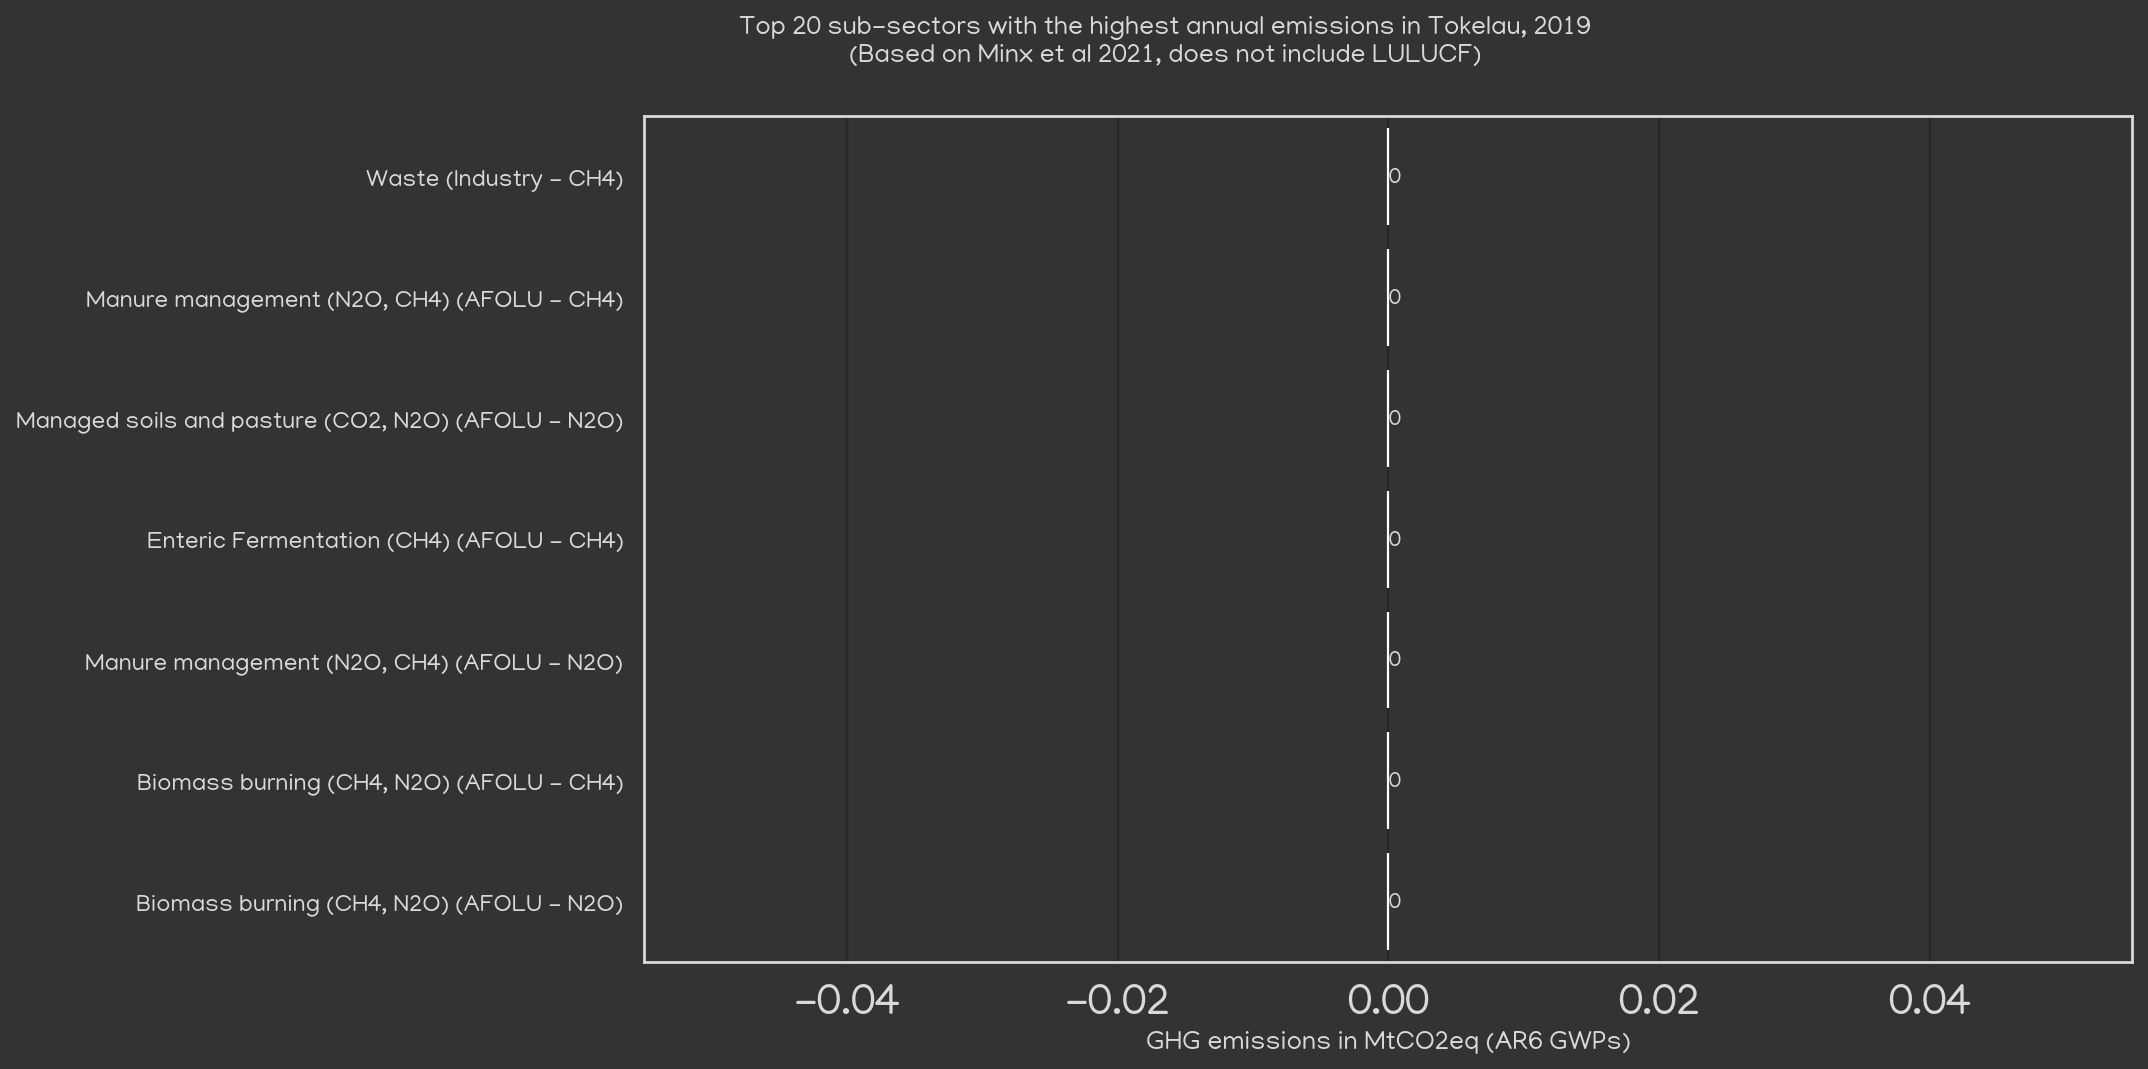 Top 20 sub-sectors with the highest annual emissions in Tokelau, 2019
(Based on Minx et al 2021, does not include LULUCF)
Waste (Industry - CH4)
0
Manure management (N2O, CH4) (AFOLU - CH4)
0
Managed soils and pasture (CO2, N2O) (AFOLU - N2O)
0
Enteric Fermentation (CH4) (AFOLU - CH4)
0
Manure management (N2O, CH4) (AFOLU - N2O)
0
Biomass burning (CH4, N2O) (AFOLU - CH4)
0
Biomass burning (CH4, N2O) (AFOLU - N2O)
0
-0.04 -0.02 0.00 0.02 0.04
GHG emissions in MtCO2eq (AR6 GWPs)